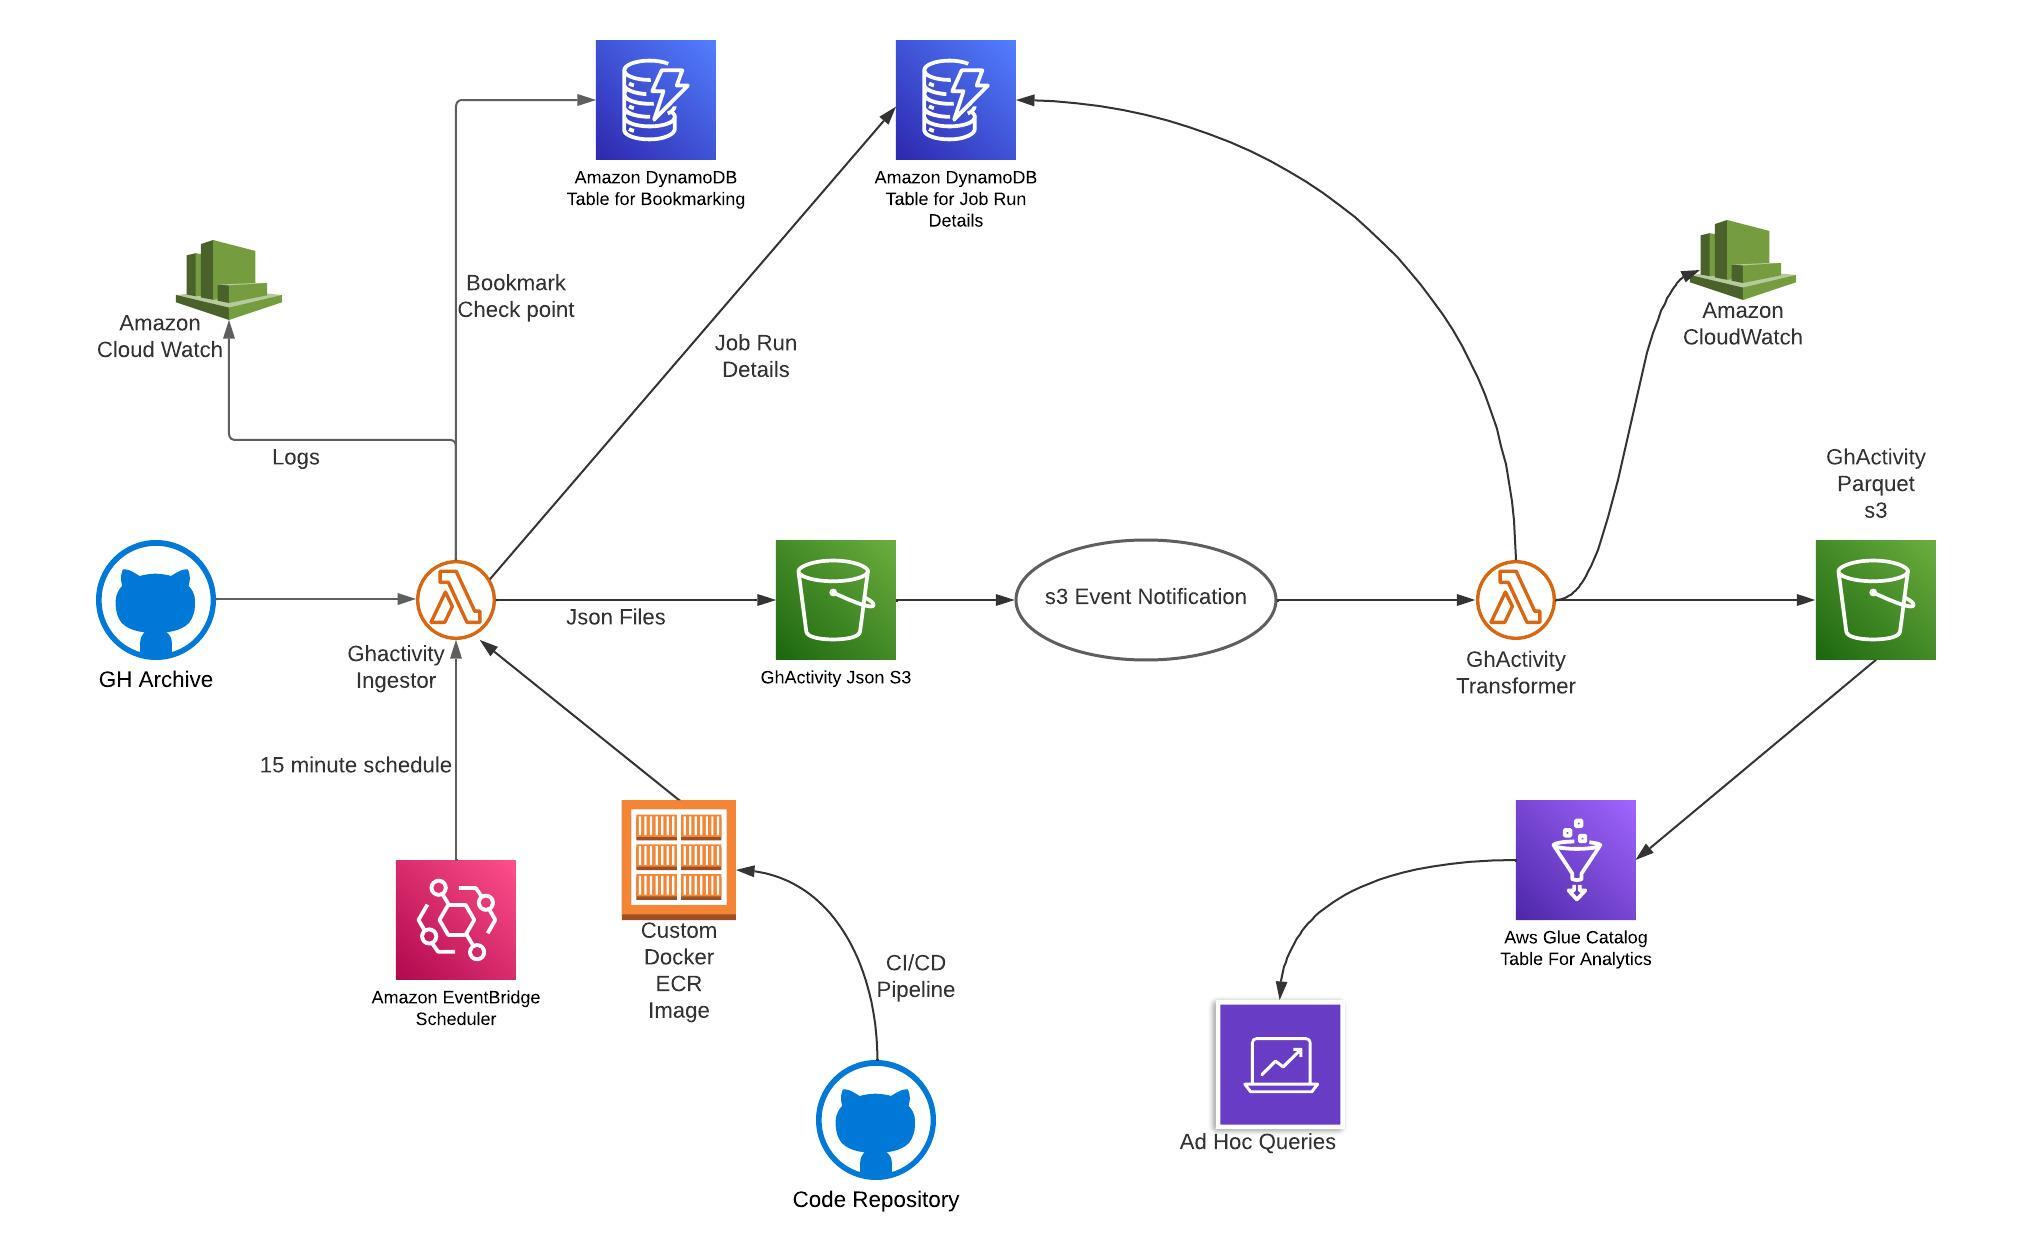 Amazon DynamoDB
Table for Bookmarking
Amazon DynamoDB
Table for Job Run
Details
Amazon
Cloud Watch
Bookmark
Check point
Job Run
Details
Amazon
CloudWatch
Logs
GhActivity
Parquet
s3
GH Archive
Ghactivity
Ingestor
Json Files
GhActivity Json S3
s3 Event Notification
GhActivity
Transformer
15 minute schedule
Amazon EventBridge
Scheduler
Custom
Docker
ECR
Image
CI/CD
Pipeline
Code Repository
Aws Glue Catalog
Table For Analytics
Ad Hoc Queries